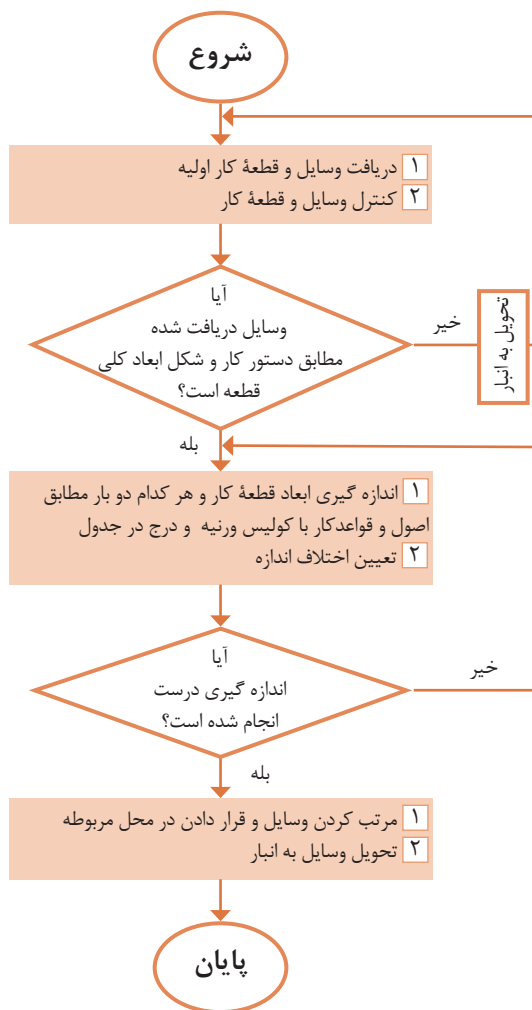 شروع
۱ دریافت وسایل و قطعهٔ کار اولیه
۲ کنترل وسایل و قطعهٔ کار
آیا
وسایل دریافت شده
مطابق دستور کار و شکل ابعاد کلی
قطعه است؟
خیر
تحویل به انبار
بله
۱ اندازه گیری ابعاد قطعهٔ کار و هر کدام دو بار مطابق
اصول و قواعدکار با کولیس ورنیه و درج در جدول
۲ تعیین اختلاف اندازه
آیا
اندازه گیری درست
انجام شده است؟
خیر
بله
۱ مرتب کردن وسایل و قرار دادن در محل مربوطه
۲ تحویل وسایل به انبار
پایان